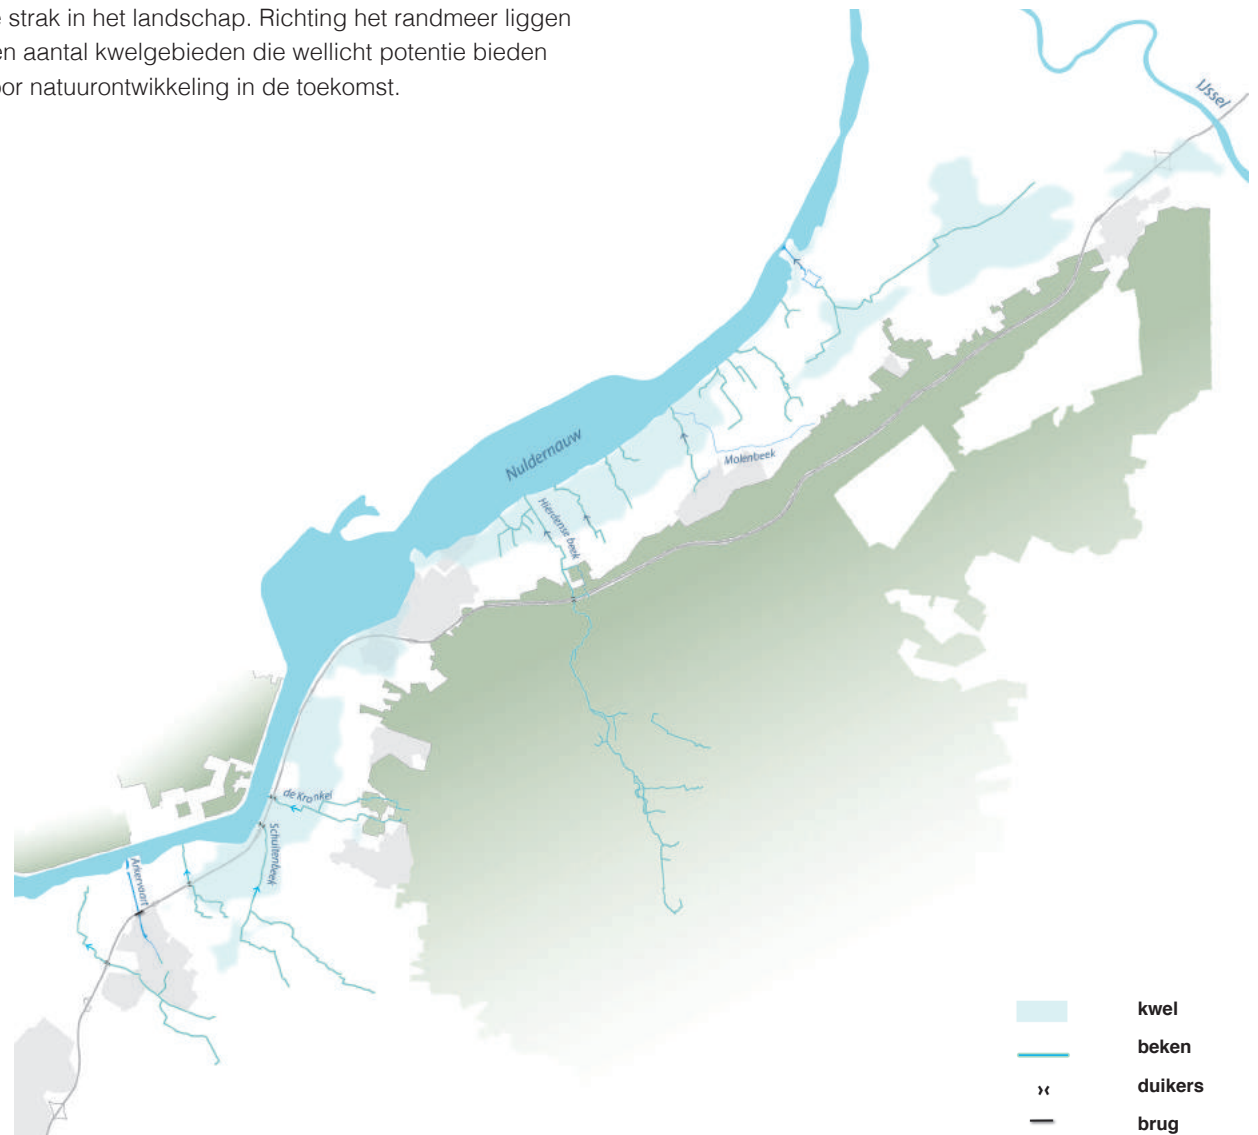 e strak in het landschap. Richting het randmeer liggen
en aantal kwelgebieden die wellicht potentie bieden
oor natuurontwikkeling in de toekomst.
IJssel
Nuldernauw
Molenbeek
Hierdense beek
de Kronkel
Schuitenbeek
Arkervaart
kwel
beken
duikers
brug